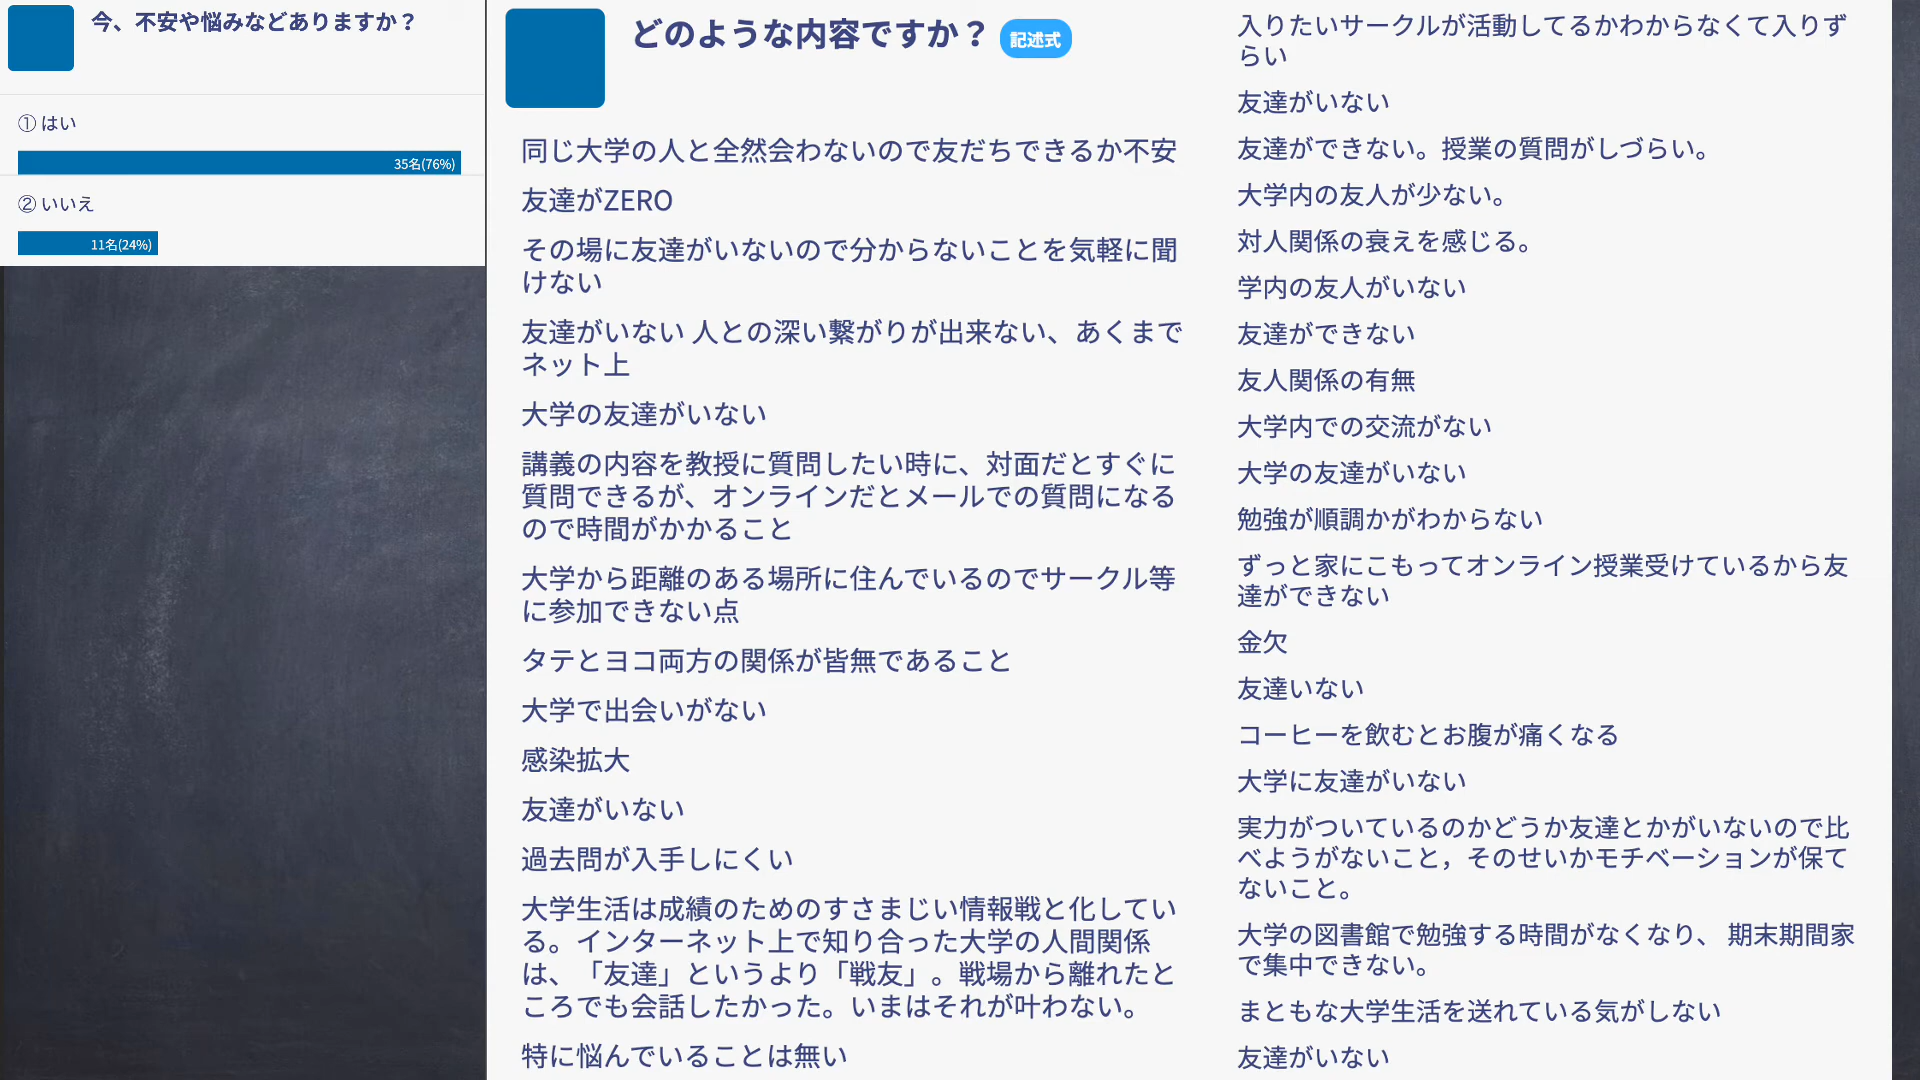 今、不安や悩みなどありますか？
① はい
35名(76%)
② いいえ
11名(24%)
どのような内容ですか？ 記述式
同じ大学の人と全然会わないので友だちできるか不安
友達がZERO
その場に友達がいないので分からないことを気軽に聞
けない
友達がいない 人との深い繋がりが出来ない、あくまで
ネット上
大学の友達がいない
講義の内容を教授に質問したい時に、対面だとすぐに
質問できるが、オンラインだとメールでの質問になる
ので時間がかかること
大学から距離のある場所に住んでいるのでサークル等
に参加できない点
タテとヨコ両方の関係が皆無であること
大学で出会いがない
感染拡大
友達がいない
過去問が入手しにくい
大学生活は成績のためのすさまじい情報戦と化してい
る。インターネット上で知り合った大学の人間関係
は、「友達」というより「戦友」。戦場から離れたと
ころでも会話したかった。いまはそれが叶わない。
特に悩んでいることは無い
入りたいサークルが活動してるかわからなくて入りず
らい
友達がいない
友達ができない。授業の質問がしづらい。
大学内の友人が少ない。
対人関係の衰えを感じる。
学内の友人がいない
友達ができない
友人関係の有無
大学内での交流がない
大学の友達がいない
勉強が順調かがわからない
ずっと家にこもってオンライン授業受けているから友
達ができない
金欠
友達いない
コーヒーを飲むとお腹が痛くなる
大学に友達がいない
実力がついているのかどうか友達とかがいないので比
べようがないこと，そのせいかモチベーションが保て
ないこと。
大学の図書館で勉強する時間がなくなり、 期末期間家
で集中できない。
まともな大学生活を送れている気がしない
友達がいない